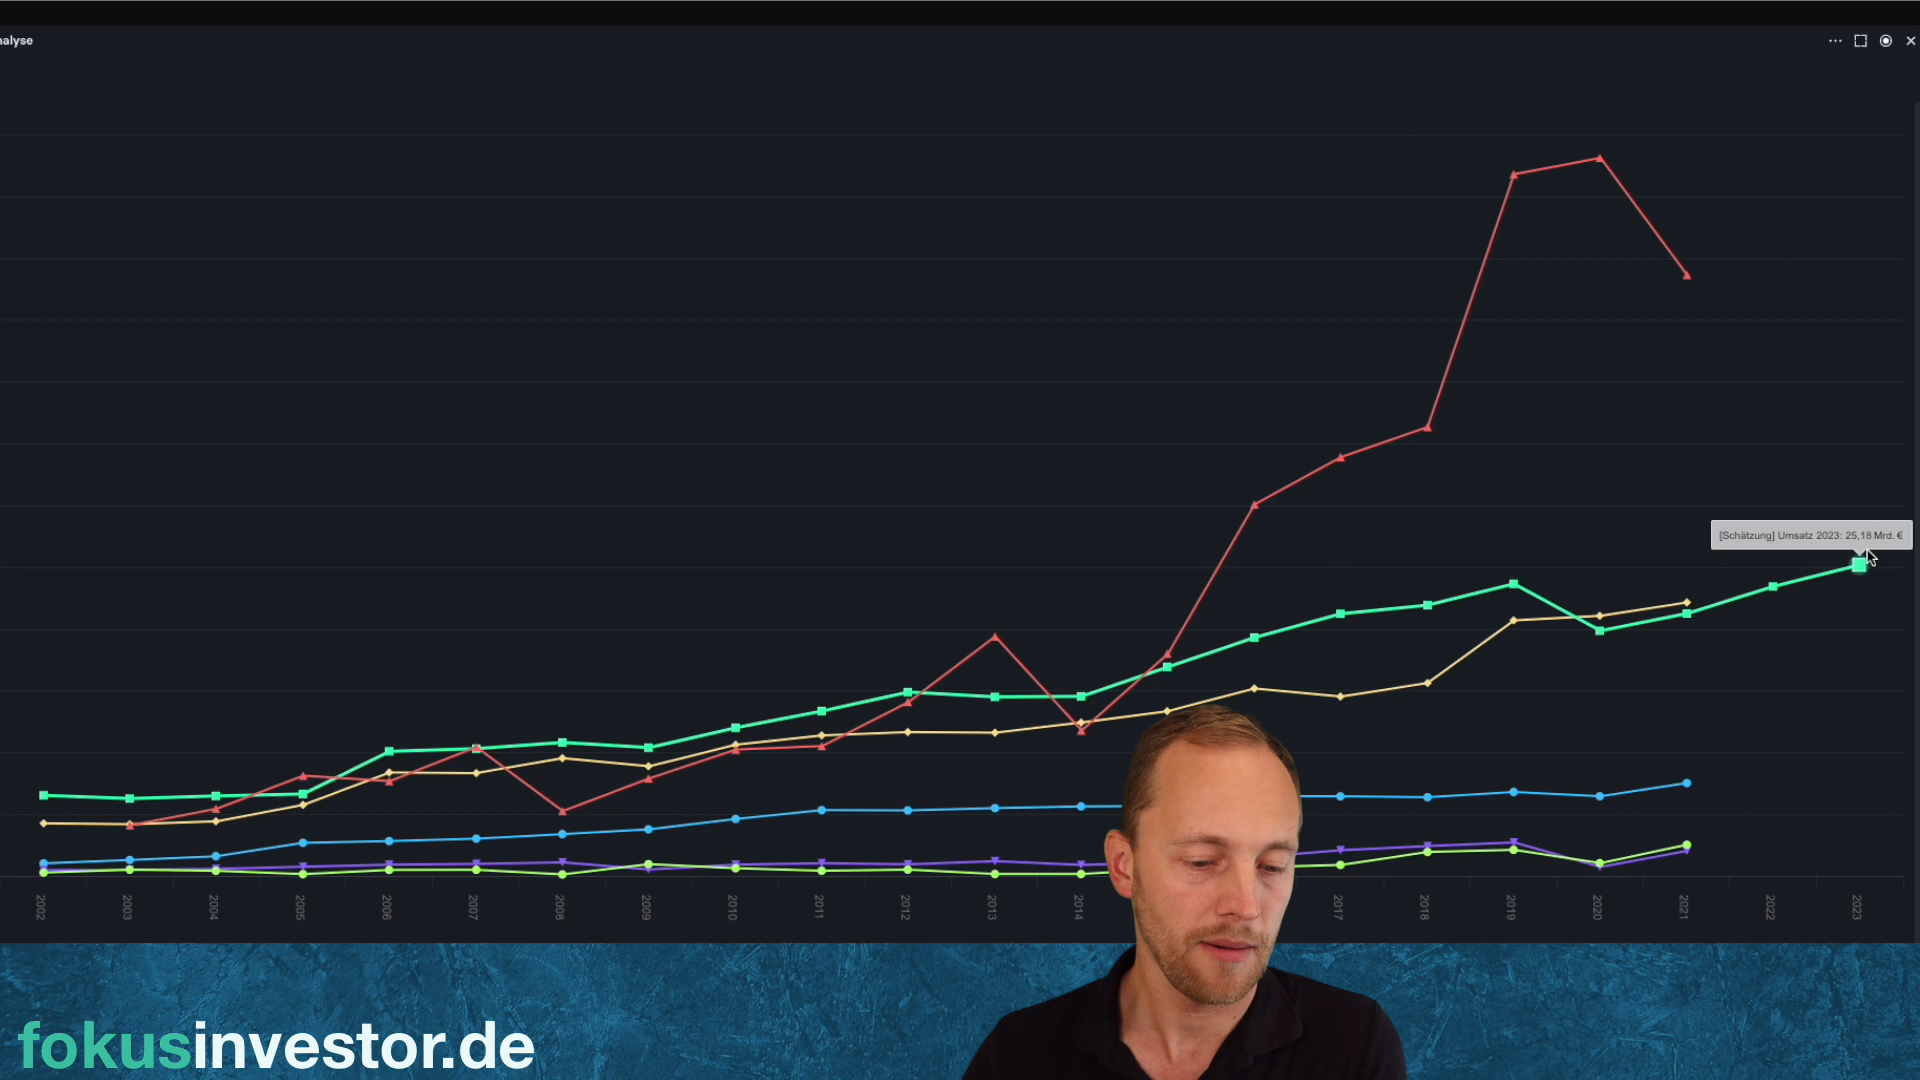 nalyse
[Schätzung] Umsatz 2023: 25,18 Mrd. €
2002 2003 2004 2005 2006 2007 2008 2009 2010 2011 2012 2013 2014 2017 2018 2019 2020 2021 2022 2023
fokusinvestor.de